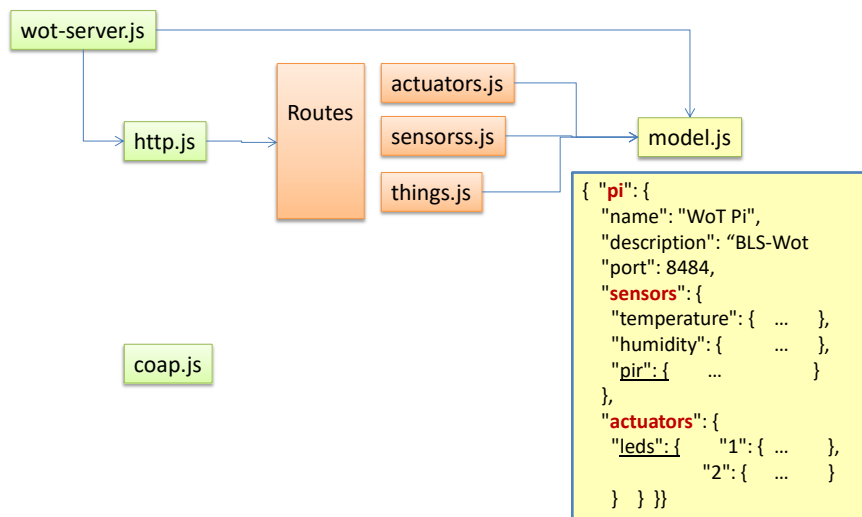 wot-server.js
actuators.js
Routes
http.js
sensorss.js
model.js
things.js
{ "pi": {
"name": "WoT Pi",
"description": “BLS-Wot
"port": 8484,
"sensors": {
"temperature": { ... },
"humidity": { ... },
"pir": { ... }
},
"actuators": {
"leds": { "1": { ... },
"2": { ... }
} } }}
coap.js